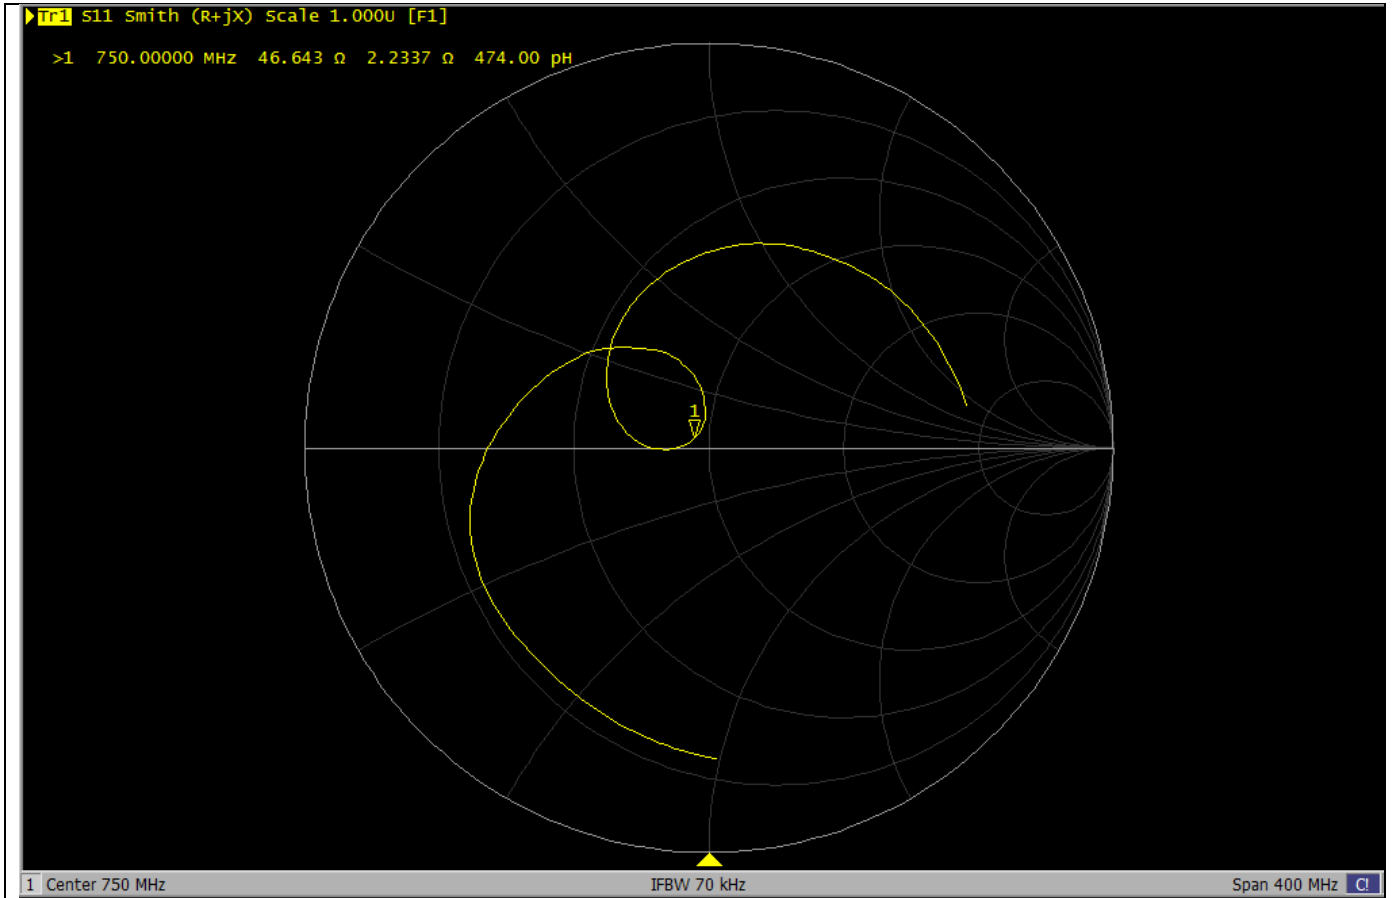 Tr1 S11 Smith (R+jX) Scale 1.000U [F1]
>1 750.00000 MHz 46.643 Ω 2.2337 Ω 474.00 pH
1
1 Center 750 MHz IFBW 70 kHz Span 400 MHz C!